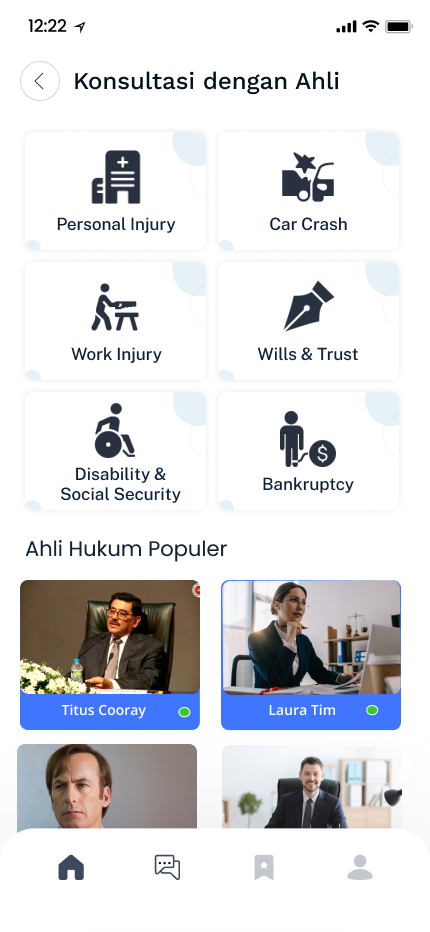 12:22
Konsultasi dengan Ahli
Personal Injury
Car Crash
Work Injury
Wills & Trust
Disability &
Social Security
Bankruptcy
Ahli Hukum Populer
Titus Cooray
Laura Tim